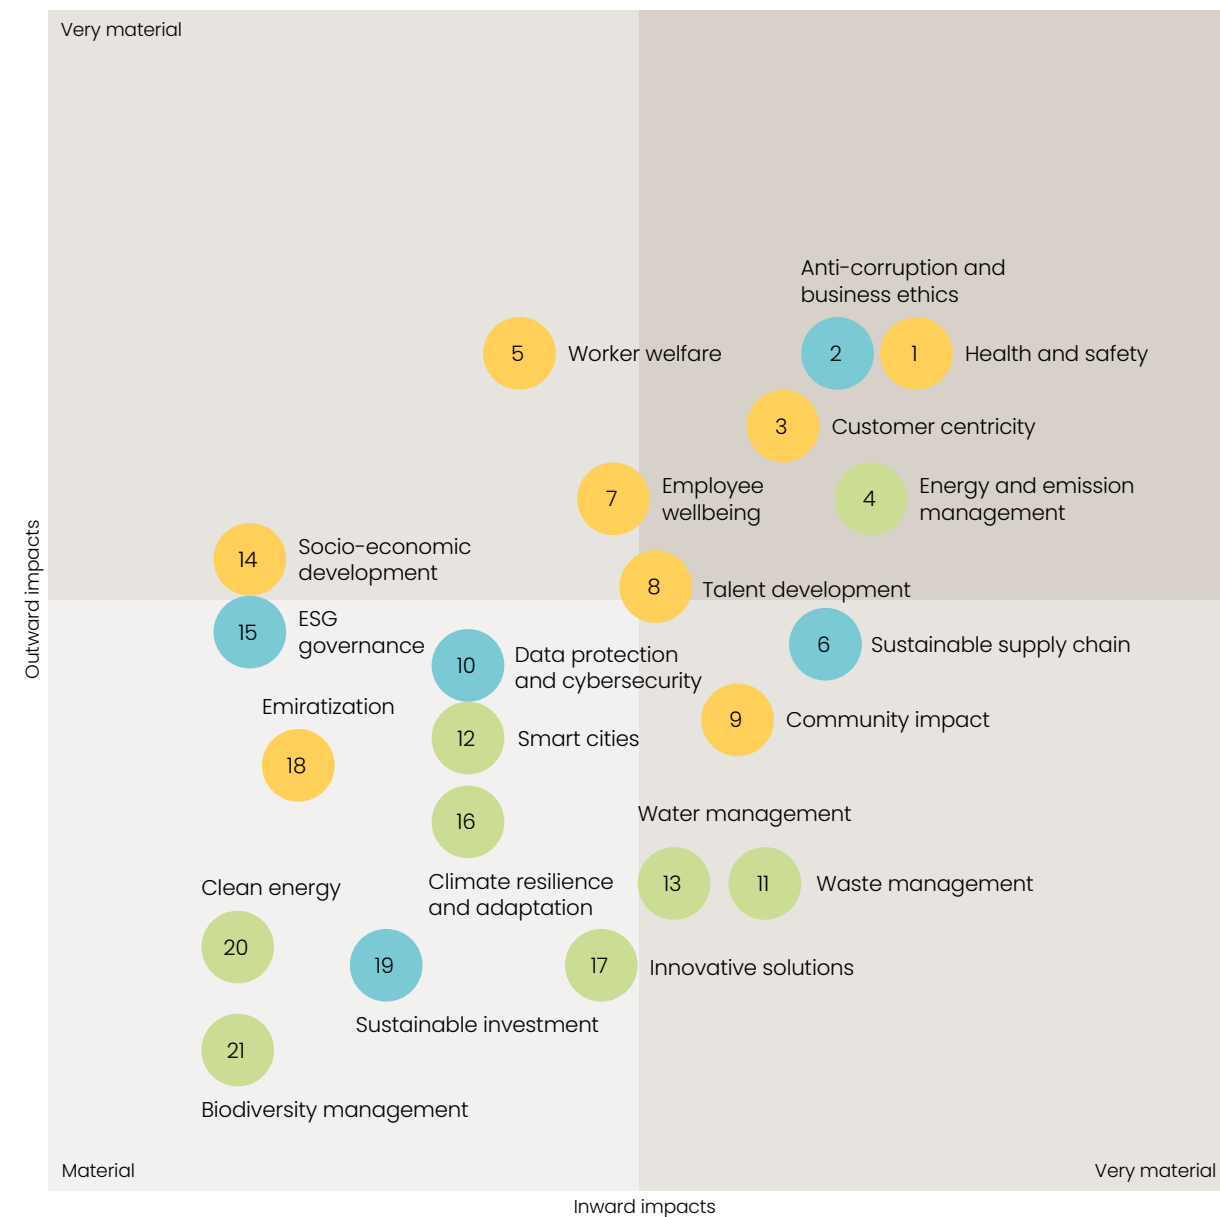 Very material
Anti-corruption and
business ethics
5
Worker welfare
2
1
Health and safety
3
Customer centricity
7
Employee
wellbeing
4
Energy and emission
management
14
Socio-economic
development
8
Talent development
15
ESG
governance
6
Sustainable supply chain
10
Data protection
and cybersecurity
Emiratization
9
Community impact
12
Smart cities
18
16
Water management
Climate resilience
and adaptation
13
11
Waste management
Clean energy
20
19
17
Innovative solutions
Sustainable investment
21
Biodiversity management
Outward impacts
Material
Very material
Inward impacts